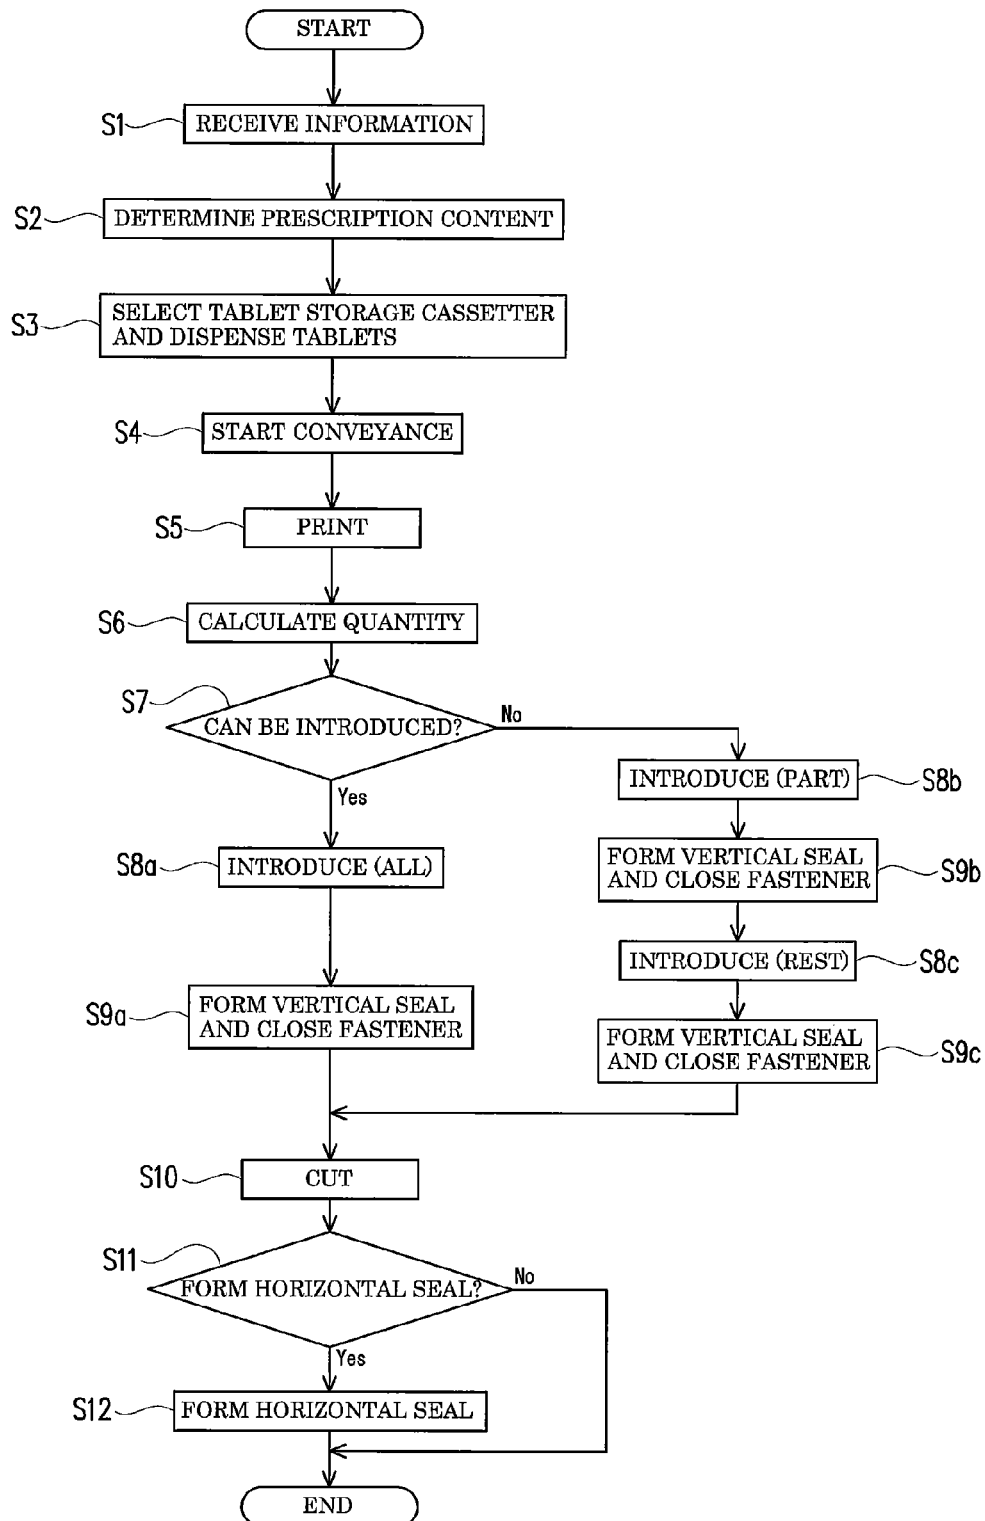 START
S1
RECEIVE INFORMATION
S2
DETERMINE PRESCRIPTION CONTENT
S3
SELECT TABLET STORAGE CASSETTER
AND DISPENSE TABLETS
S4
START CONVEYANCE
S5
PRINT
S6
CALCULATE QUANTITY
S7
CAN BE INTRODUCED?
No
Yes
INTRODUCE (PART)
S8b
S8a
INTRODUCE (ALL)
FORM VERTICAL SEAL
AND CLOSE FASTENER
S9b
INTRODUCE (REST)
S8c
S9a
FORM VERTICAL SEAL
AND CLOSE FASTENER
FORM VERTICAL SEAL
AND CLOSE FASTENER
S9c
S10
CUT
S11
FORM HORIZONTAL SEAL?
No
Yes
S12
FORM HORIZONTAL SEAL
END